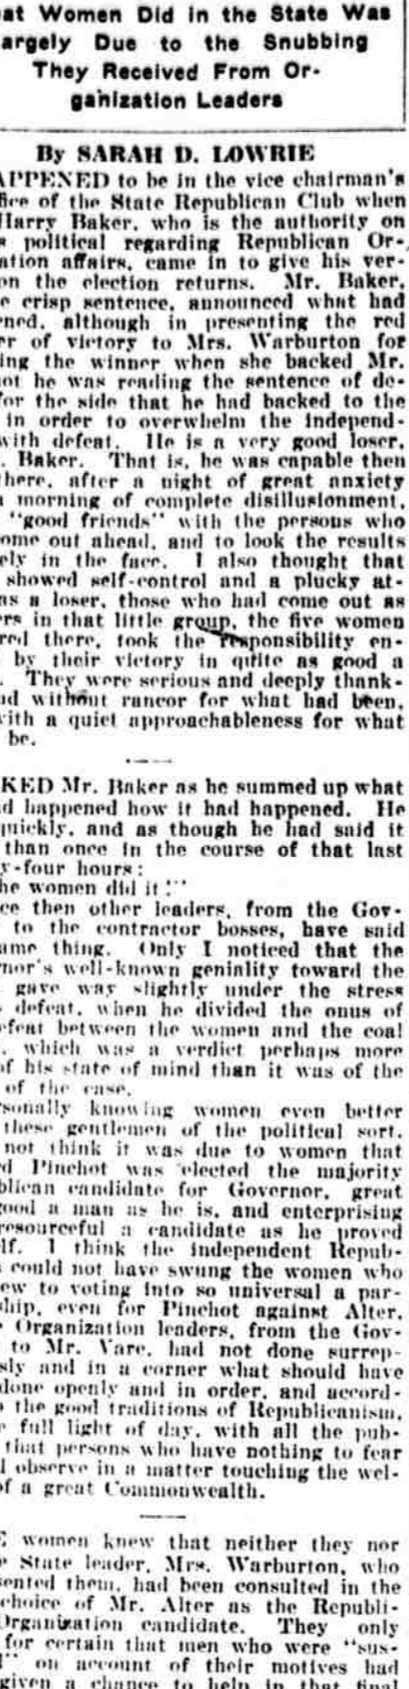 at Women Did in the State Was
argely Due to the Snubbing
They Received From Or-
ganization Leaders
By SARAH D. LOWRIE
APPENED to be in the vice chairman's
fice of the State Republican Club when
Harry Baker, who is the authority on
s political regarding Republican Or-
ation affairs, came in to give his ver-
on the election returns. Mr. Baker,
e crisp sentence, announced what had
ened, although in presenting the red
er of victory to Mrs. Warburton for
ing the winner when she backed Mr.
ot he was reading the sentence of de-
for the side that he had backed to the
in order to overwhelm the independ-
with defeat. He is a very good loser,
. Baker. That is, he was capable then
there, after a night of great anxiety
a morning of complete disillusionment,
"good friends" with the persons who
ome out ahead, and to look the results
ely in the face. I also thought that
showed self-control and a plucky at-
as a loser, those who had come out as
ers in that little group, the five women
red there, took the responsibility en-
by their victory in quite as good a
. They were serious and deeply thank-
nd without rancor for what had been,
with a quiet approachableness for what
be.
KED Mr. Baker as he summed up what
d happened how it had happened. He
quickly, and as though he had said it
than once in the course of that last
y-four hours:
he women did it!"
ce then other leaders, from the Gov-
to the contractor bosses, have said
ame thing. Only I noticed that the
nor's well-known geniality toward the
gave way slightly under the stress
defeat, when he divided the onus of
efeat between the women and the coal
, which was a verdict perhaps more
of his state of mind than it was of the
of the case.
rsonally knowing women even better
these gentlemen of the political sort,
not think it was due to women that
d Pinchot was elected the majority
blican candidate for Governor, great
good a man as he is, and enterprising
resourceful a candidate as he proved
lf. I think the independent Repub-
s could not have swung the women who
ew to voting into so universal a par-
ship, even for Pinchot against Alter,
Organization leaders, from the Gov-
to Mr. Vare, had not done surrep-
sly and in a corner what should have
done openly and in order, and accord-
o the good traditions of Republicanism,
e full light of day, with all the pub-
that persons who have nothing to fear
l observe in a matter touching the wel-
of a great Commonwealth.
E women knew that neither they nor
State leader, Mrs. Warburton, who
sented them, had been consulted in the
choice of Mr. Alter as the Republi-
Organization candidate. They only
for certain that men who were "sus-
" on account of their motives had
given a chance to help in that final